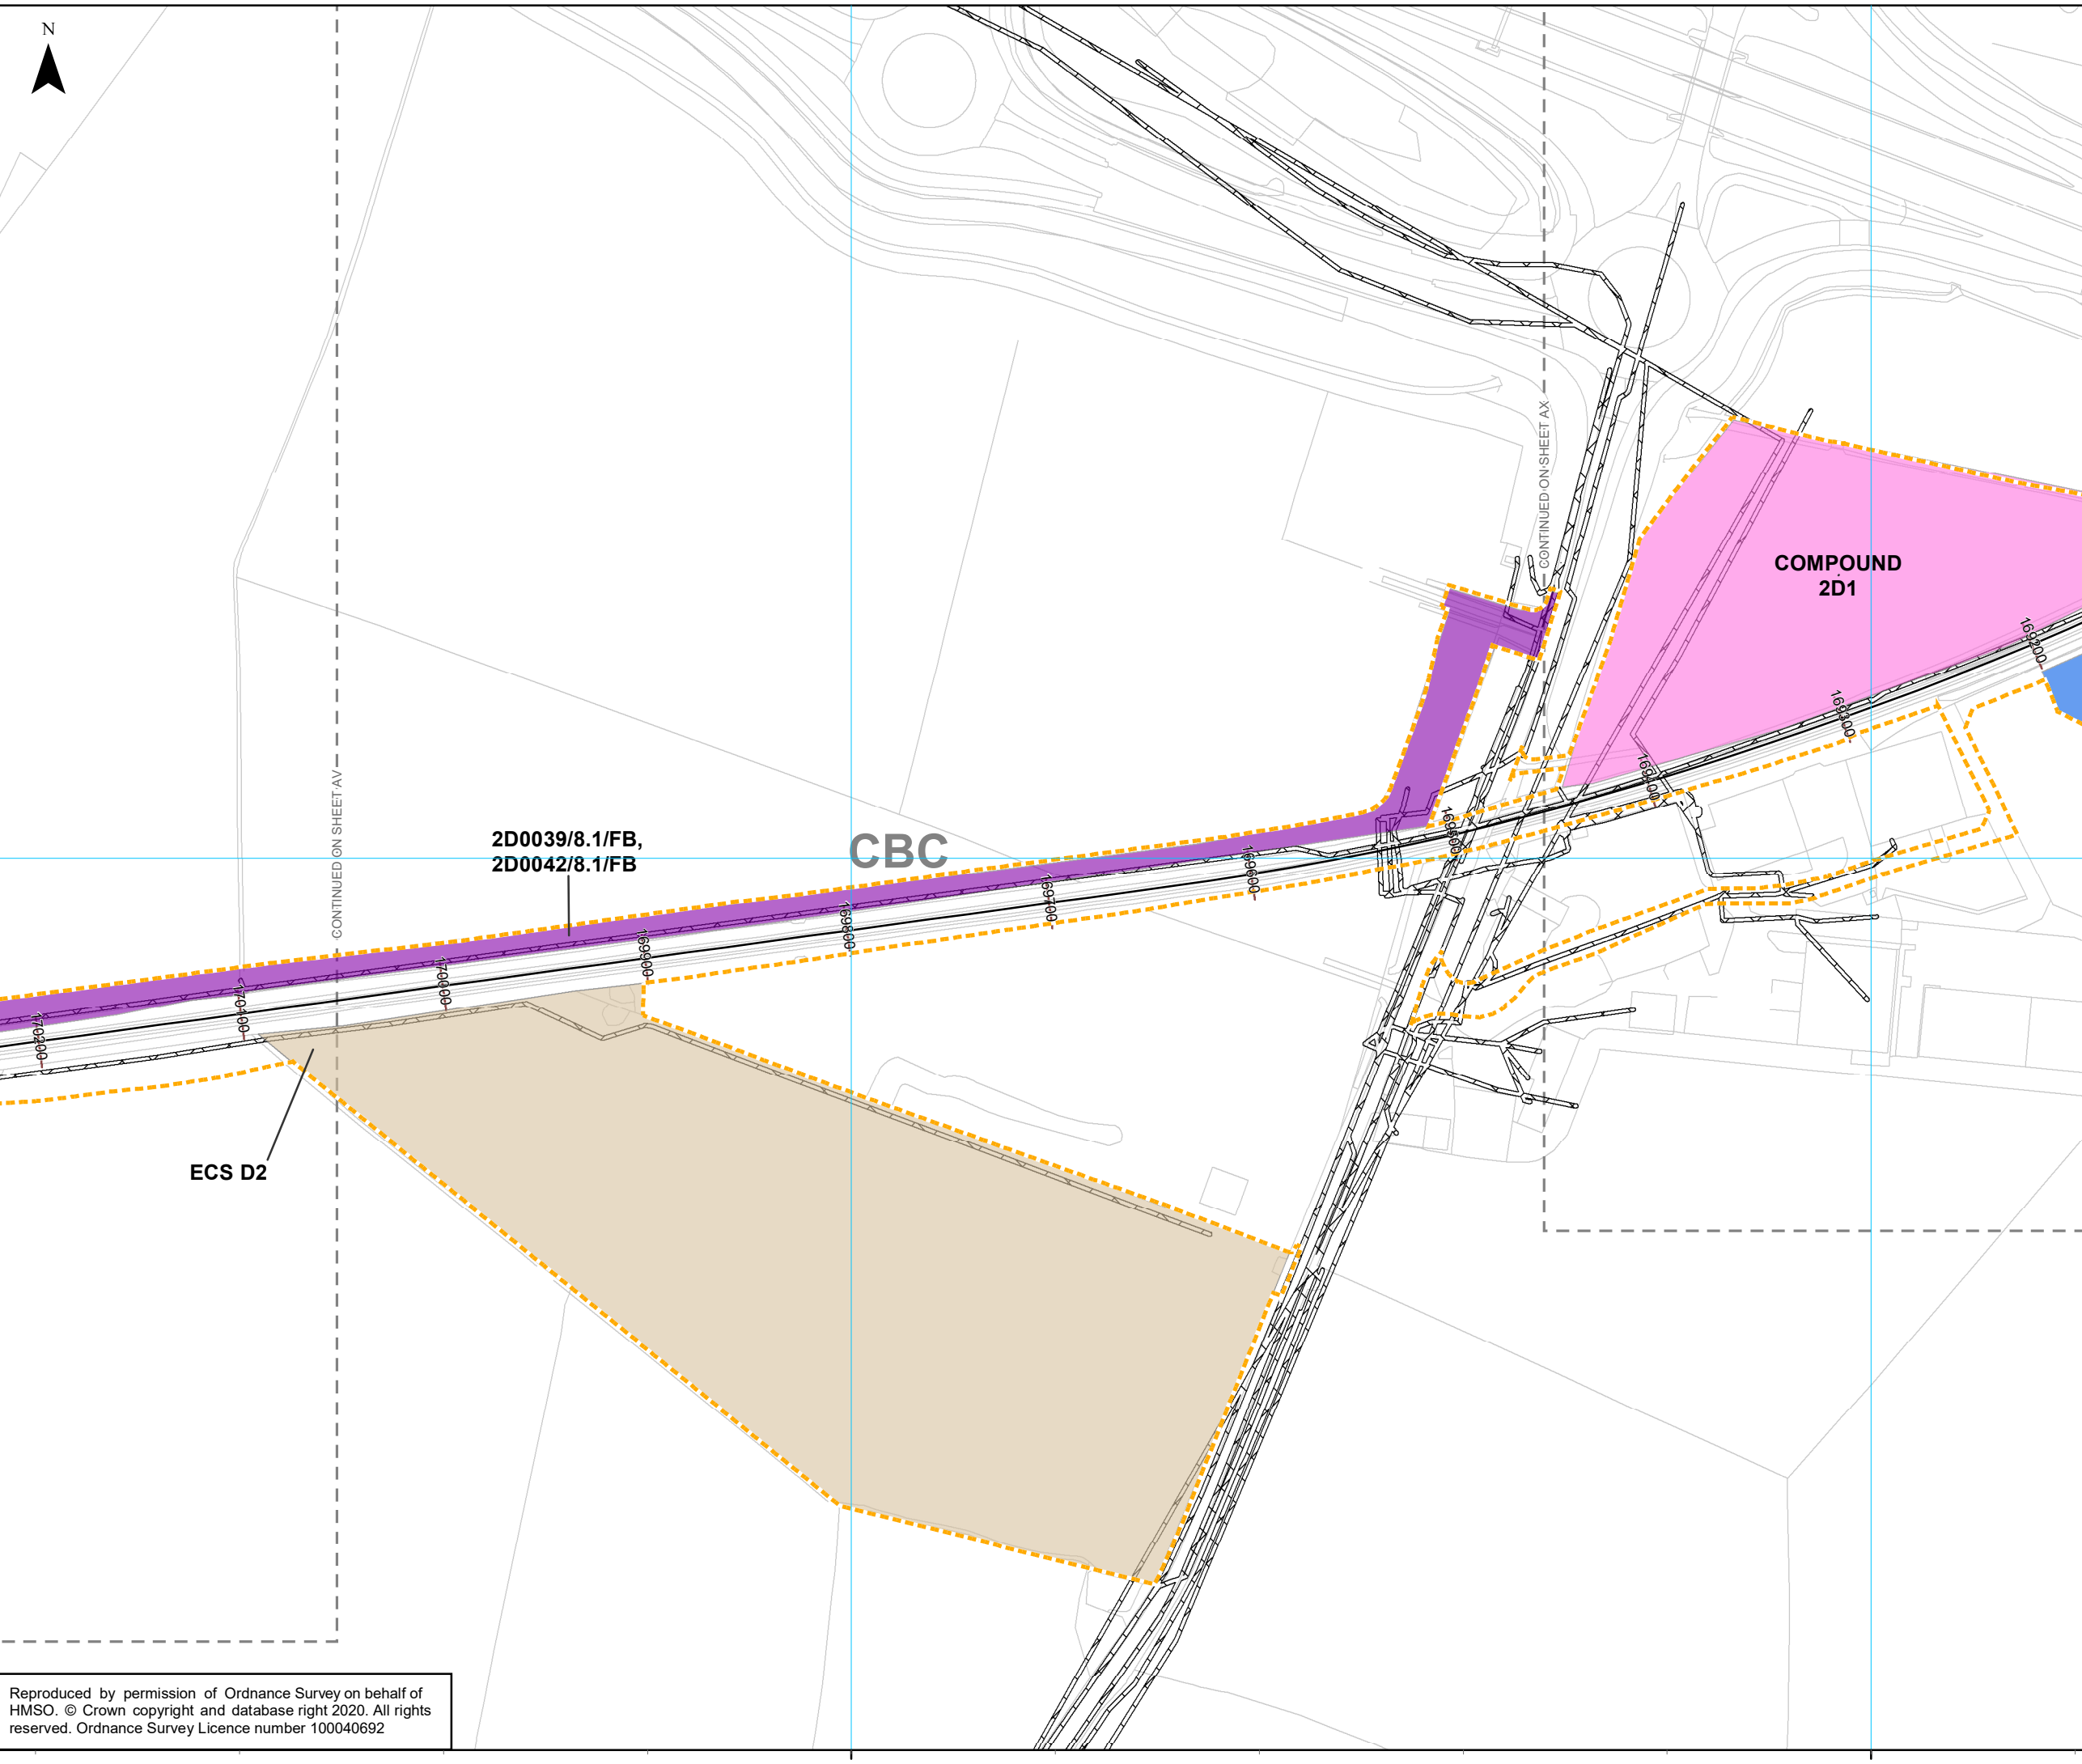 N
CONTINUED ON SHEET AX
COMPOUND
2D1
169200
169300
169400
169500
169600
169700
169800
169900
170000
170100
170200
CONTINUED ON SHEET AV
2D0039/8.1/FB,
2D0042/8.1/FB
CBC
ECS D2
Reproduced by permission of Ordnance Survey on behalf of
HMSO. © Crown copyright and database right 2020. All rights
reserved. Ordnance Survey Licence number 100040692